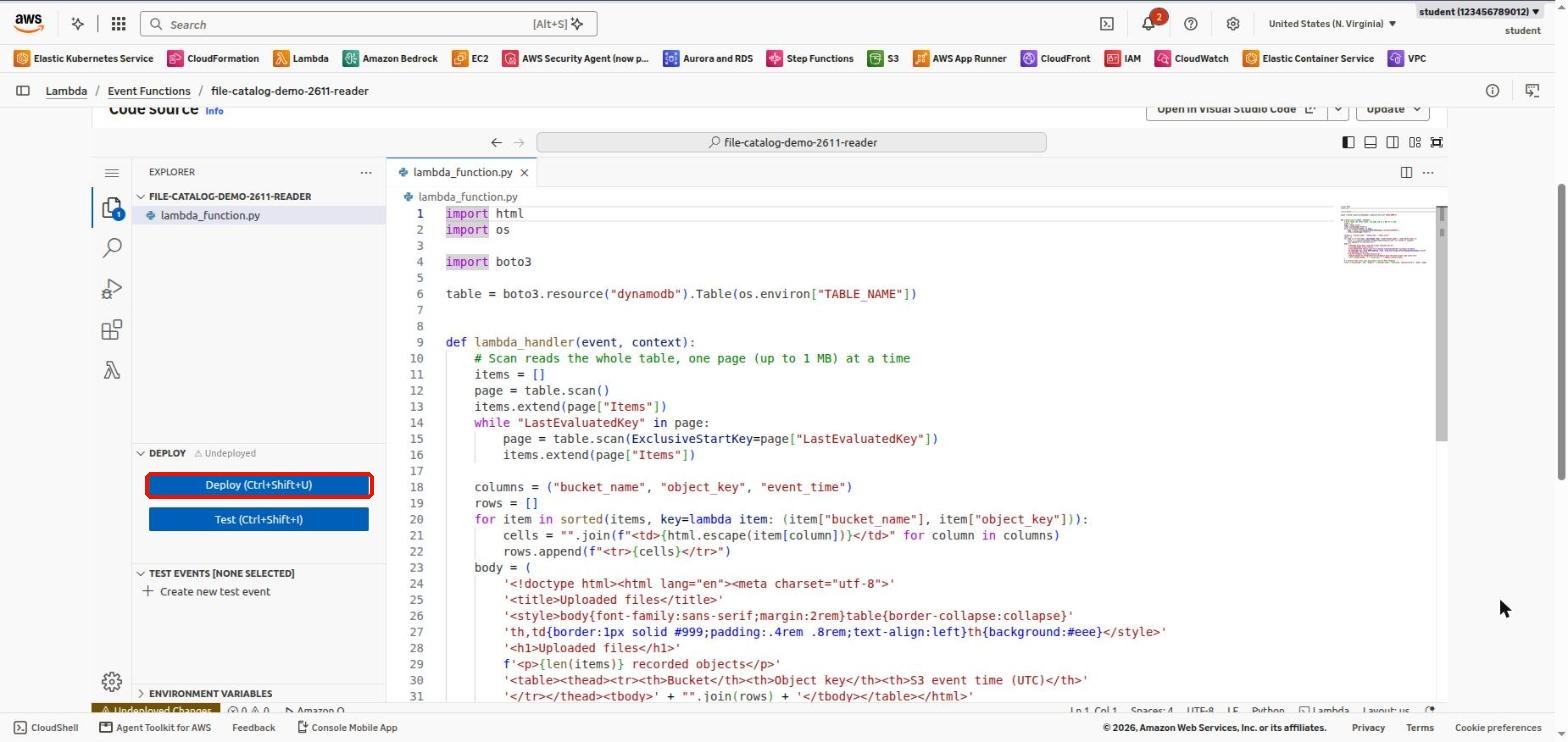 aws
Search
[Alt+S]
2
United States (N. Virginia)
student (123456789012)
student
Elastic Kubernetes Service
CloudFormation
Lambda
Amazon Bedrock
EC2
AWS Security Agent (now p...
Aurora and RDS
Step Functions
S3
AWS App Runner
CloudFront
IAM
CloudWatch
Elastic Container Service
VPC
Lambda / Event Functions / file-catalog-demo-2611-reader
Code source Info
Open in Visual Studio Code
Update
file-catalog-demo-2611-reader
EXPLORER
FILE-CATALOG-DEMO-2611-READER
lambda_function.py
1
DEPLOY Undeployed
Deploy (Ctrl+Shift+U)
Test (Ctrl+Shift+I)
TEST EVENTS [NONE SELECTED]
Create new test event
ENVIRONMENT VARIABLES
lambda_function.py
lambda_function.py
1 import html
2 import os
3
4 import boto3
5
6 table = boto3.resource("dynamodb").Table(os.environ["TABLE_NAME"])
7
8
9 def lambda_handler(event, context):
10 # Scan reads the whole table, one page (up to 1 MB) at a time
11 items = []
12 page = table.scan()
13 items.extend(page["Items"])
14 while "LastEvaluatedKey" in page:
15 page = table.scan(ExclusiveStartKey=page["LastEvaluatedKey"])
16 items.extend(page["Items"])
17
18 columns = ("bucket_name", "object_key", "event_time")
19 rows = []
20 for item in sorted(items, key=lambda item: (item["bucket_name"], item["object_key"])):
21 cells = "".join(f"<td>{html.escape(item[column])}</td>" for column in columns)
22 rows.append(f"<tr>{cells}</tr>")
23 body = (
24 '<!doctype html><html lang="en"><meta charset="utf-8">'
25 '<title>Uploaded files</title>'
26 '<style>body{font-family:sans-serif;margin:2rem}table{border-collapse:collapse}'
27 'th,td{border:1px solid #999;padding:.4rem .8rem;text-align:left}th{background:#eee}</style>'
28 '<h1>Uploaded files</h1>'
29 f'<p>{len(items)} recorded objects</p>'
30 '<table><thead><tr><th>Bucket</th><th>Object key</th><th>S3 event time (UTC)</th>'
31 '</tr></thead><tbody>' + "".join(rows) + '</tbody></table></html>'
Undeployed Changes
0 0
Amazon Q
Ln 1, Col 1
Spaces: 4
UTF-8
LF
Python
Lambda
Layout: us
CloudShell
Agent Toolkit for AWS
Feedback
Console Mobile App
© 2026, Amazon Web Services, Inc. or its affiliates.
Privacy
Terms
Cookie preferences